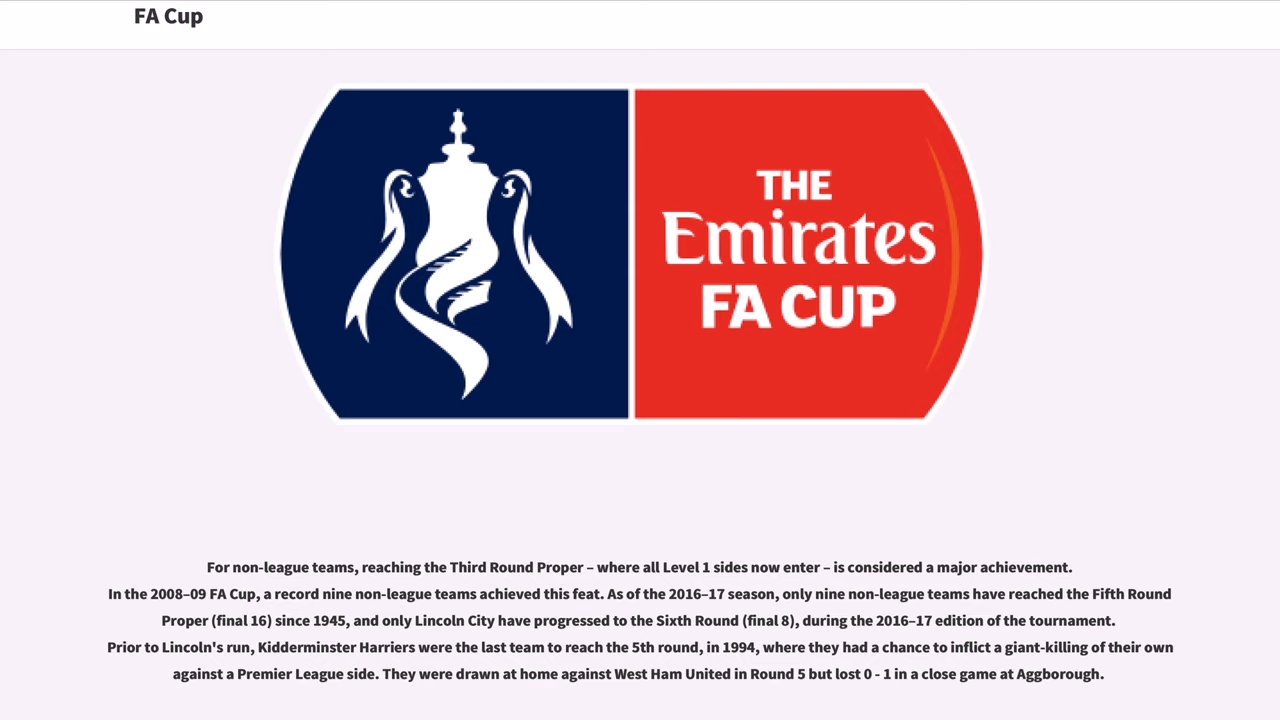 FA Cup
THE
Emirates
FA CUP
For non-league teams, reaching the Third Round Proper – where all Level 1 sides now enter – is considered a major achievement.
In the 2008–09 FA Cup, a record nine non-league teams achieved this feat. As of the 2016–17 season, only nine non-league teams have reached the Fifth Round
Proper (final 16) since 1945, and only Lincoln City have progressed to the Sixth Round (final 8), during the 2016–17 edition of the tournament.
Prior to Lincoln's run, Kidderminster Harriers were the last team to reach the 5th round, in 1994, where they had a chance to inflict a giant-killing of their own
against a Premier League side. They were drawn at home against West Ham United in Round 5 but lost 0 - 1 in a close game at Aggborough.